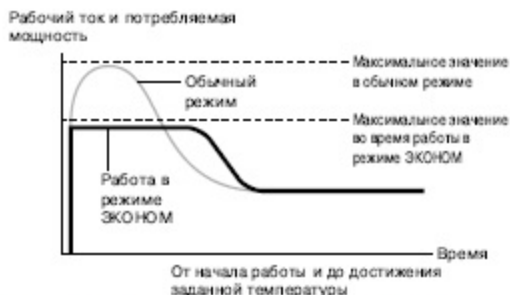 Рабочий ток и потребляемая
мощность
Максимальное значение
в обычном режиме
Обычный
режим
Максимальное значение
во время работы в
режиме ЭКОНОМ
Работа в
режиме
ЭКОНОМ
Время
От начала работы и до достижения
заданной температуры